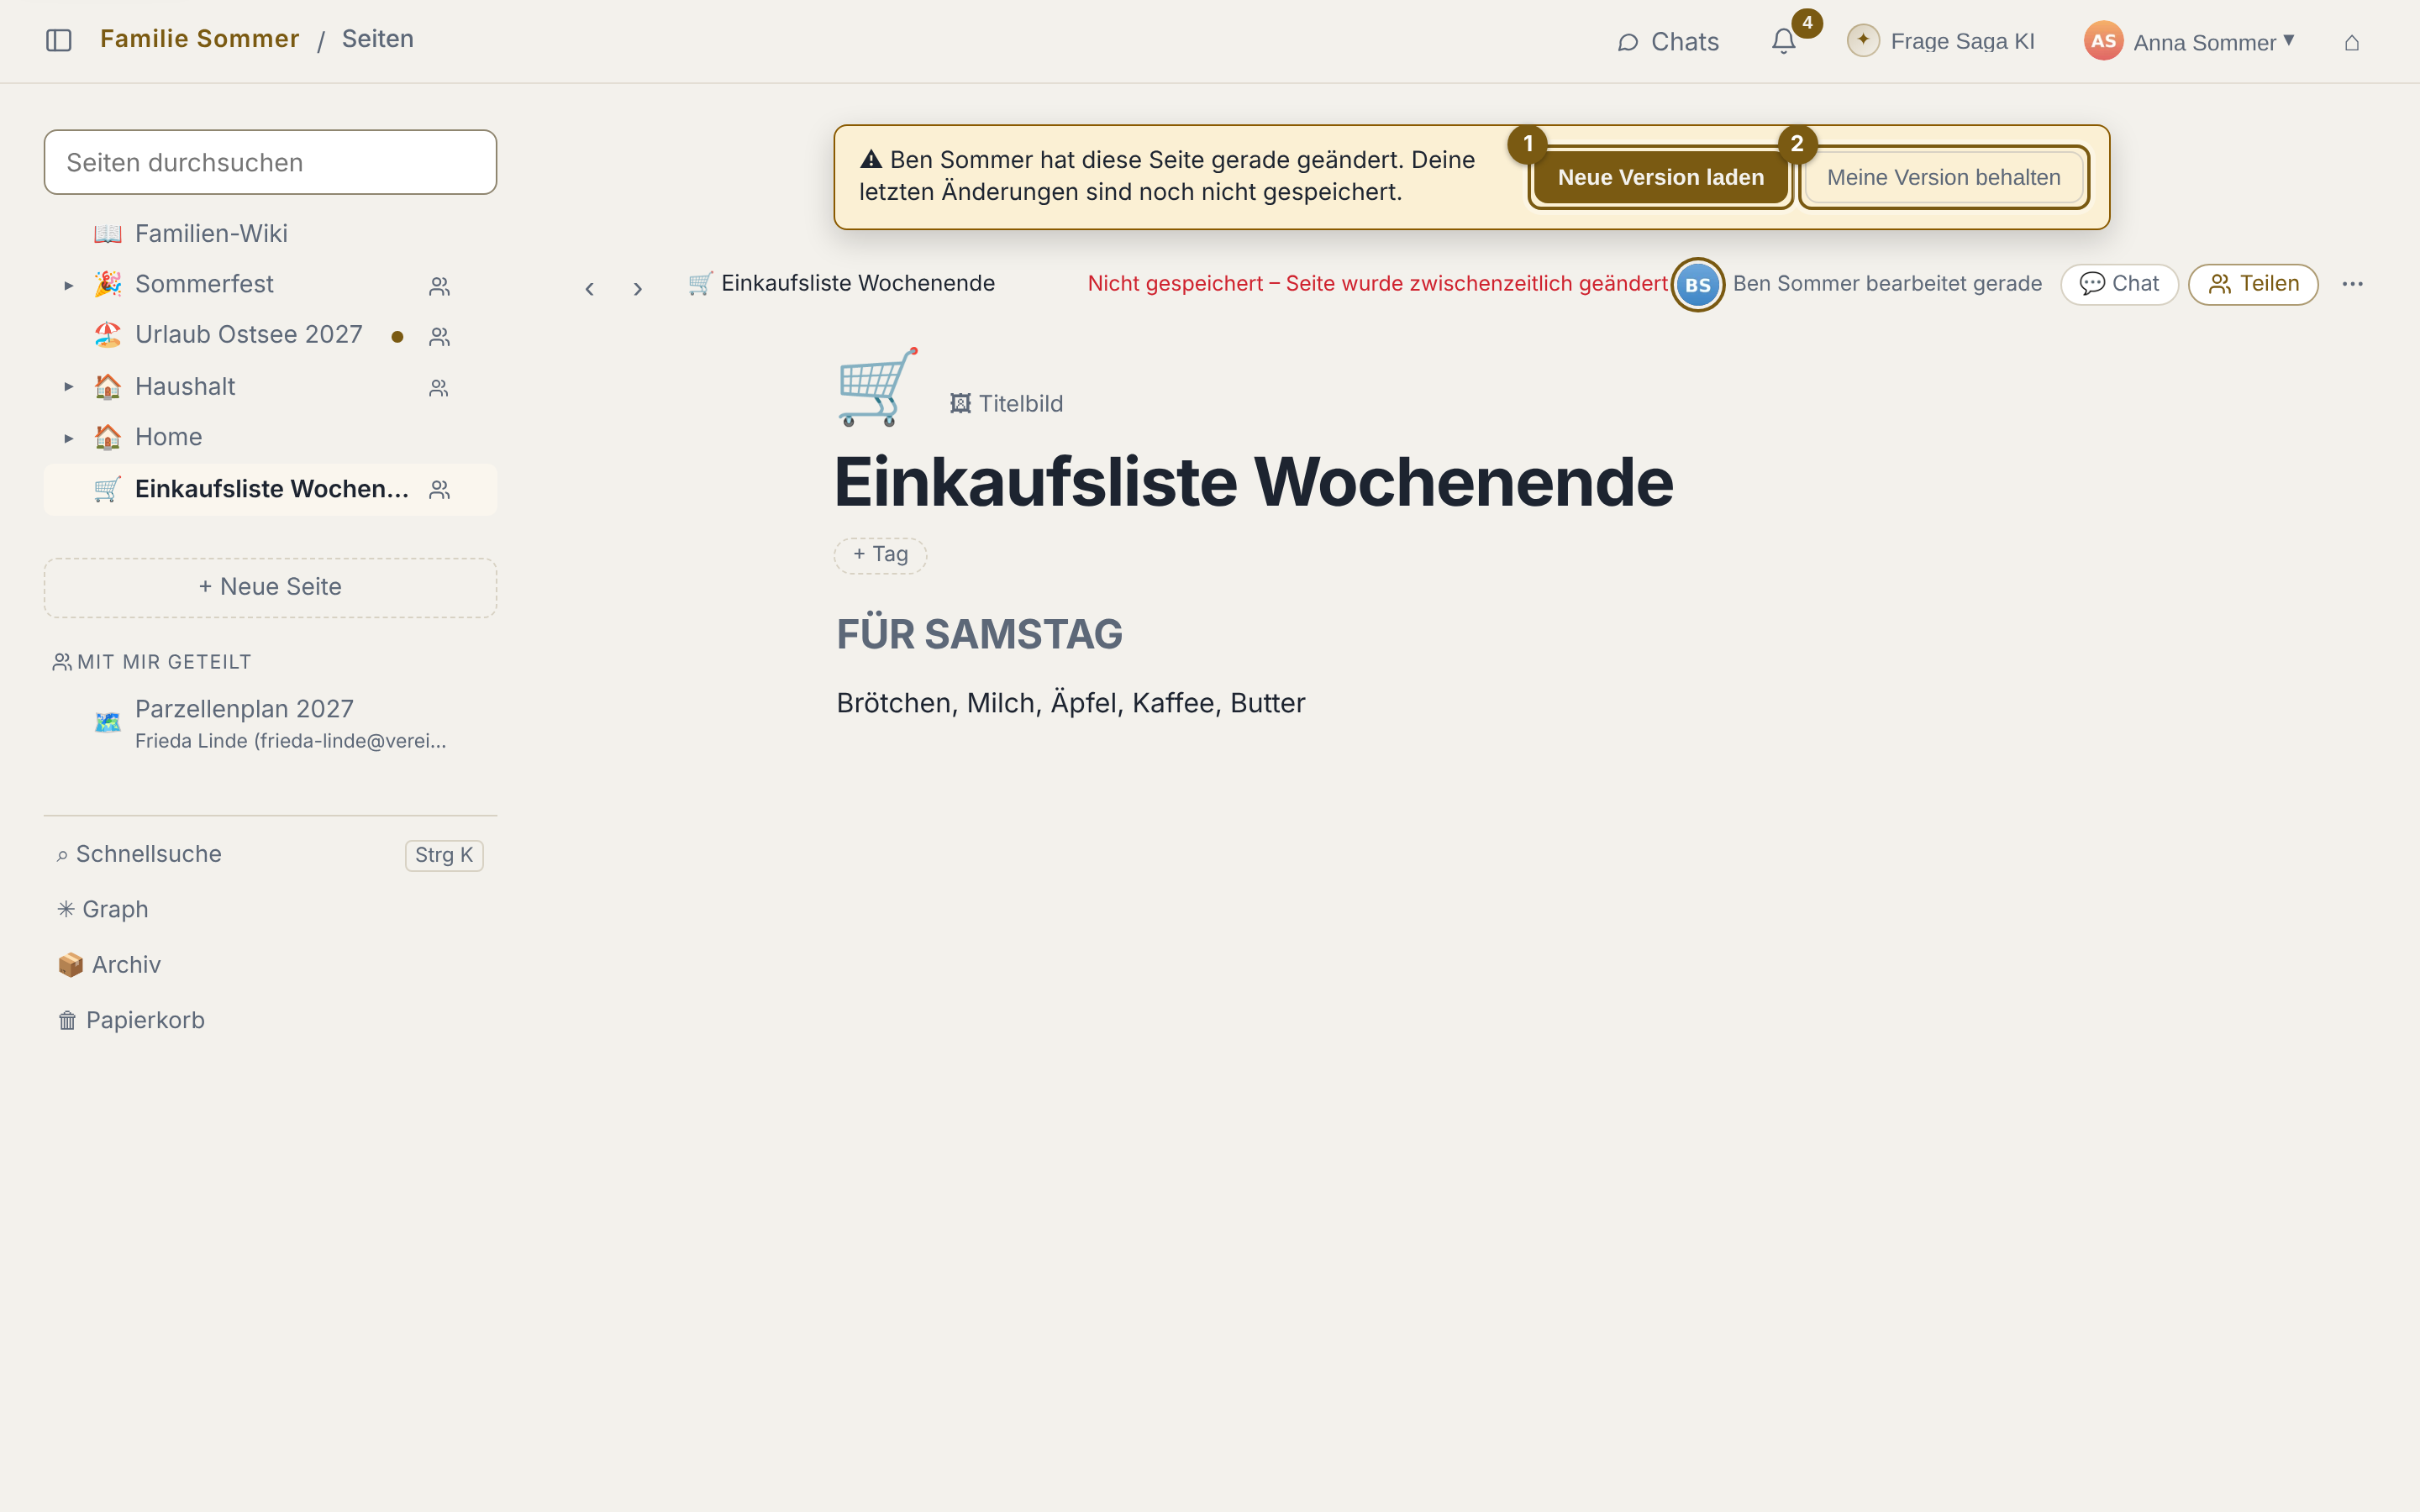 Familie Sommer / Seiten
Chats
4
Frage Saga KI
AS
Anna Sommer
Seiten durchsuchen
Familien-Wiki
Sommerfest
Urlaub Ostsee 2027
Haushalt
Home
Einkaufsliste Wochen...
+ Neue Seite
MIT MIR GETEILT
Parzellenplan 2027
Frieda Linde (frieda-linde@verei...
Schnellsuche
Strg K
Graph
Archiv
Papierkorb
Ben Sommer hat diese Seite gerade geändert. Deine
letzten Änderungen sind noch nicht gespeichert.
1
Neue Version laden
2
Meine Version behalten
Einkaufsliste Wochenende
Nicht gespeichert – Seite wurde zwischenzeitlich geändert
BS
Ben Sommer bearbeitet gerade
Chat
Teilen
Titelbild
Einkaufsliste Wochenende
+ Tag
FÜR SAMSTAG
Brötchen, Milch, Äpfel, Kaffee, Butter